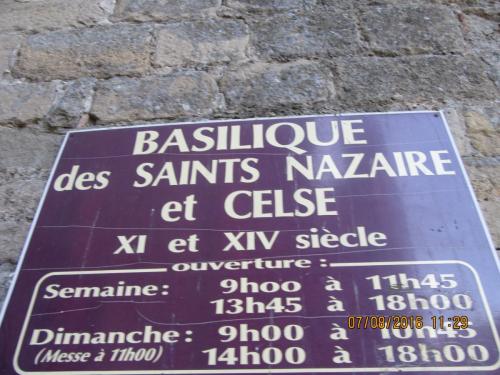 BASILIQUE
des SAINTS NAZAIRE
et CELSE
XI et XIV siècle
ouverture :
Semaine : 9hoo à 11h45
13h45 à 18h00
Dimanche : 9h00 à 10h45
(Messe à 11h00) 14h00 à 18h00
07/08/2016 11:29